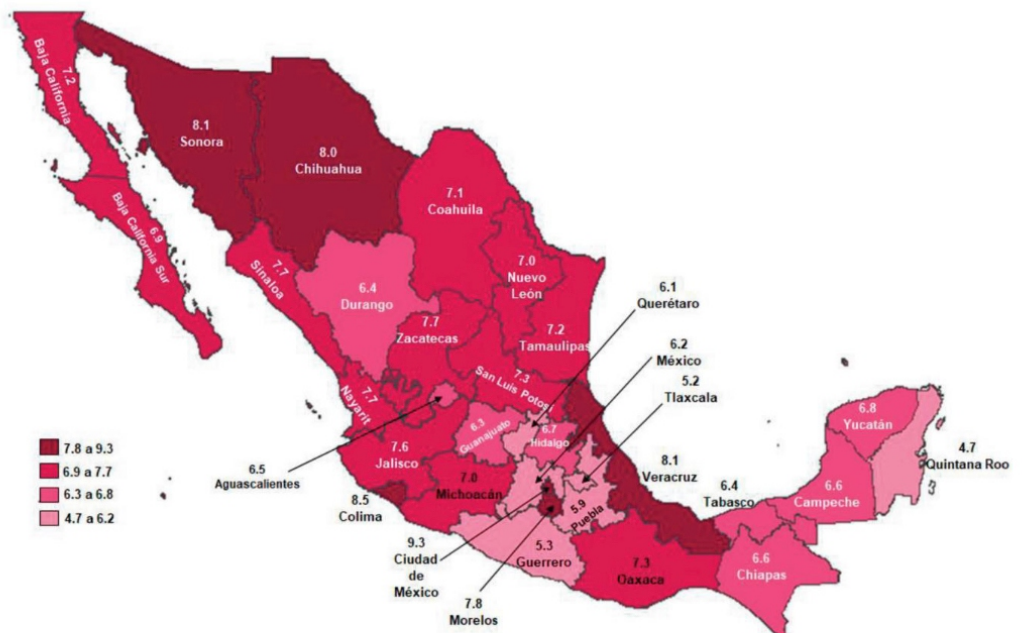 7.2
Baja California
6.9
Baja California Sur
8.1
Sonora
8.0
Chihuahua
7.1
Coahuila
7.0
Nuevo
León
7.2
Tamaulipas
7.7
Sinaloa
6.4
Durango
7.7
Zacatecas
7.3
San Luis Potosí
7.7
Nayarit
6.1
Querétaro
6.2
México
5.2
Tlaxcala
6.3
Guanajuato
6.7
Hidalgo
7.6
Jalisco
6.5
Aguascalientes
7.0
Michoacán
8.5
Colima
9.3
Ciudad
de
México
7.8
Morelos
5.3
Guerrero
5.9
Puebla
8.1
Veracruz
7.3
Oaxaca
6.4
Tabasco
6.6
Chiapas
6.6
Campeche
6.8
Yucatán
4.7
Quintana Roo
7.8 a 9.3
6.9 a 7.7
6.3 a 6.8
4.7 a 6.2